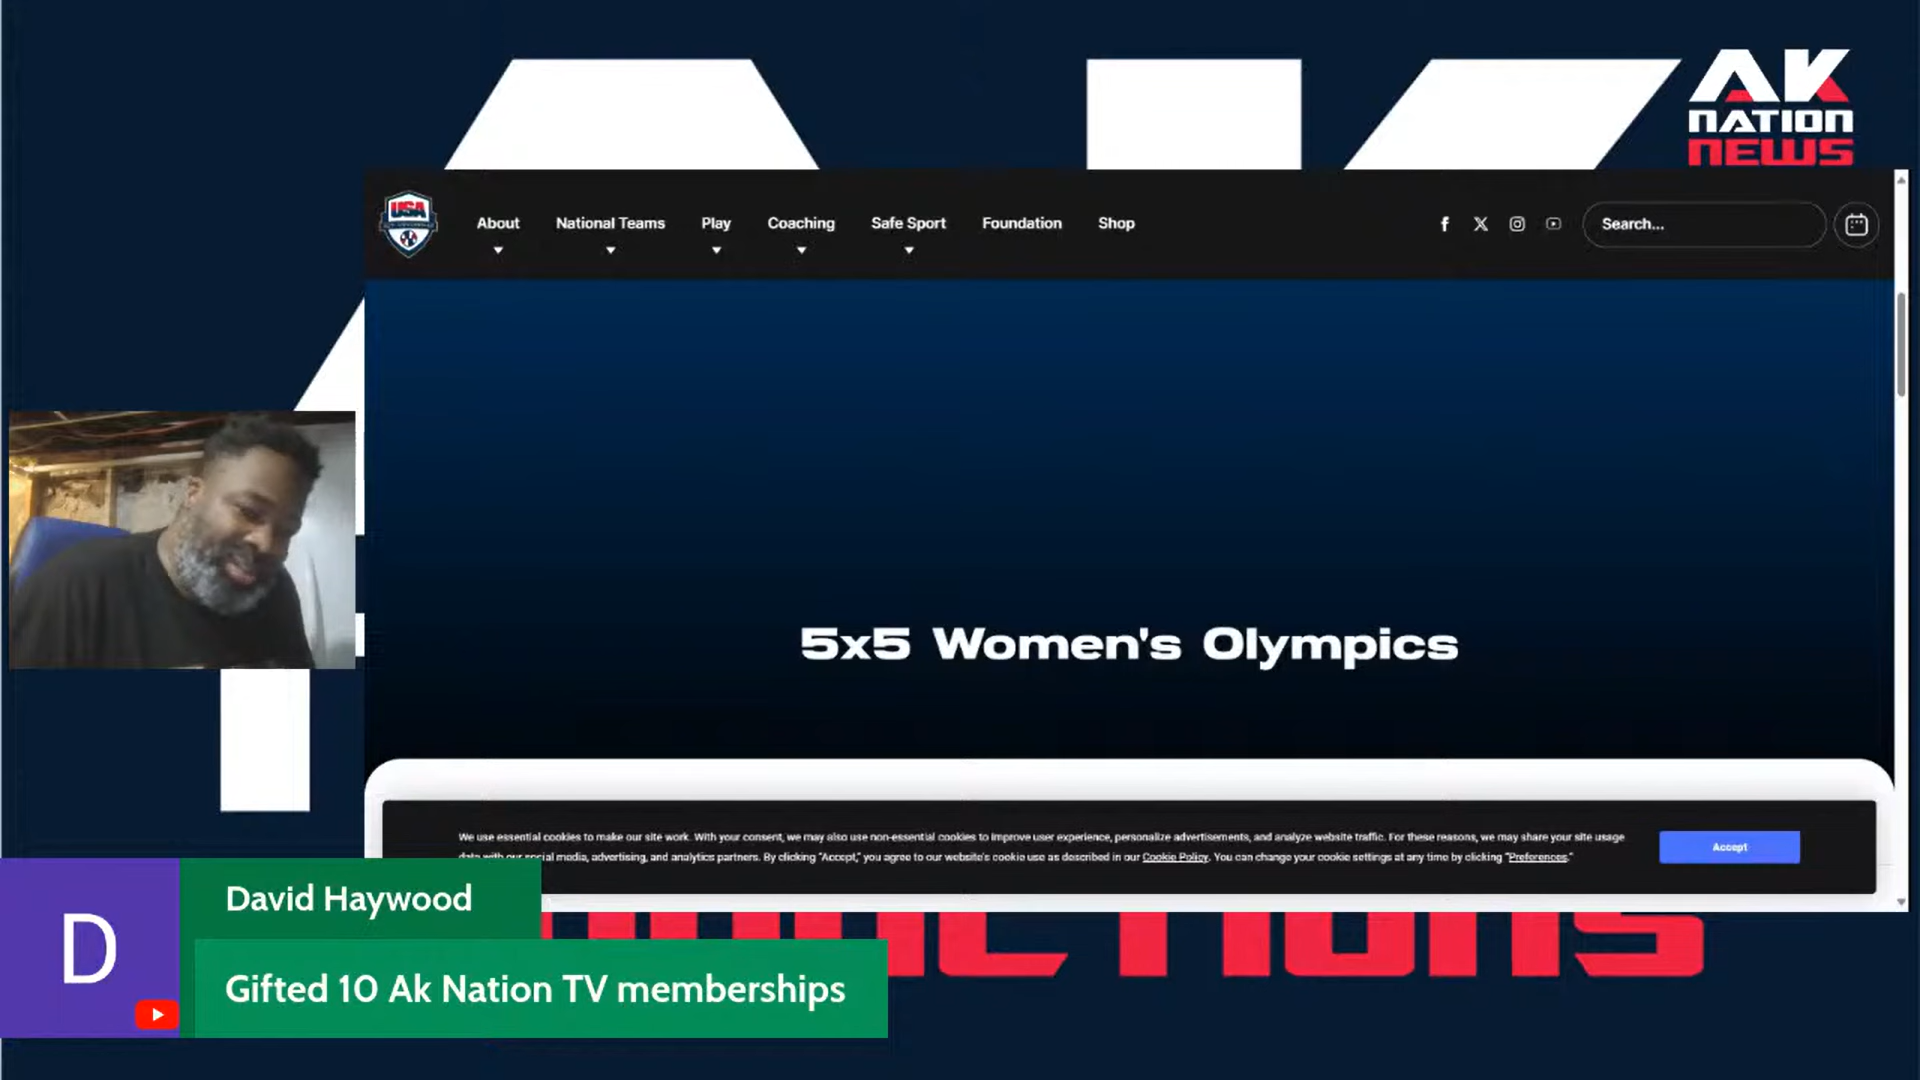 AK
NATION
NEWS
USA
About
National Teams
Play
Coaching
Safe Sport
Foundation
Shop
Search...
5x5 Women's Olympics
We use essential cookies to make our site work. With your consent, we may also use non-essential cookies to improve user experience, personalize advertisements, and analyze website traffic. For these reasons, we may share your site usage
data with our social media, advertising, and analytics partners. By clicking "Accept," you agree to our website's cookie use as described in our Cookie Policy. You can change your cookie settings at any time by clicking "Preferences."
Accept
D
David Haywood
Gifted 10 Ak Nation TV memberships